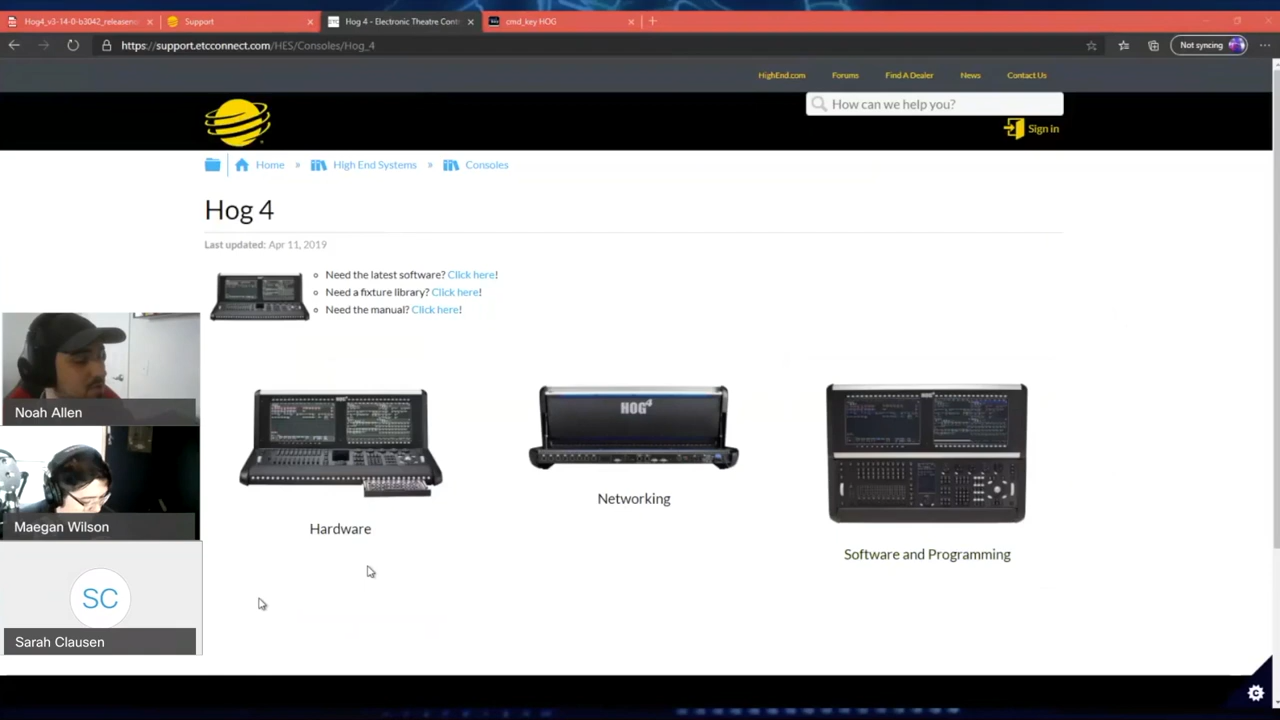 Hog4_v3-14-0-b3042_releasen
Support
Hog 4 - Electronic Theatre Cont
cmd_key HOG
https://support.etcconnect.com/HES/Consoles/Hog_4
Not syncing
HighEnd.com Forums Find A Dealer News Contact Us
How can we help you?
Sign in
Home » High End Systems » Consoles
Hog 4
Last updated: Apr 11, 2019
Need the latest software? Click here!
Need a fixture library? Click here!
Need the manual? Click here!
HOG4
Hardware
Networking
Software and Programming
Noah Allen
Maegan Wilson
SC
Sarah Clausen